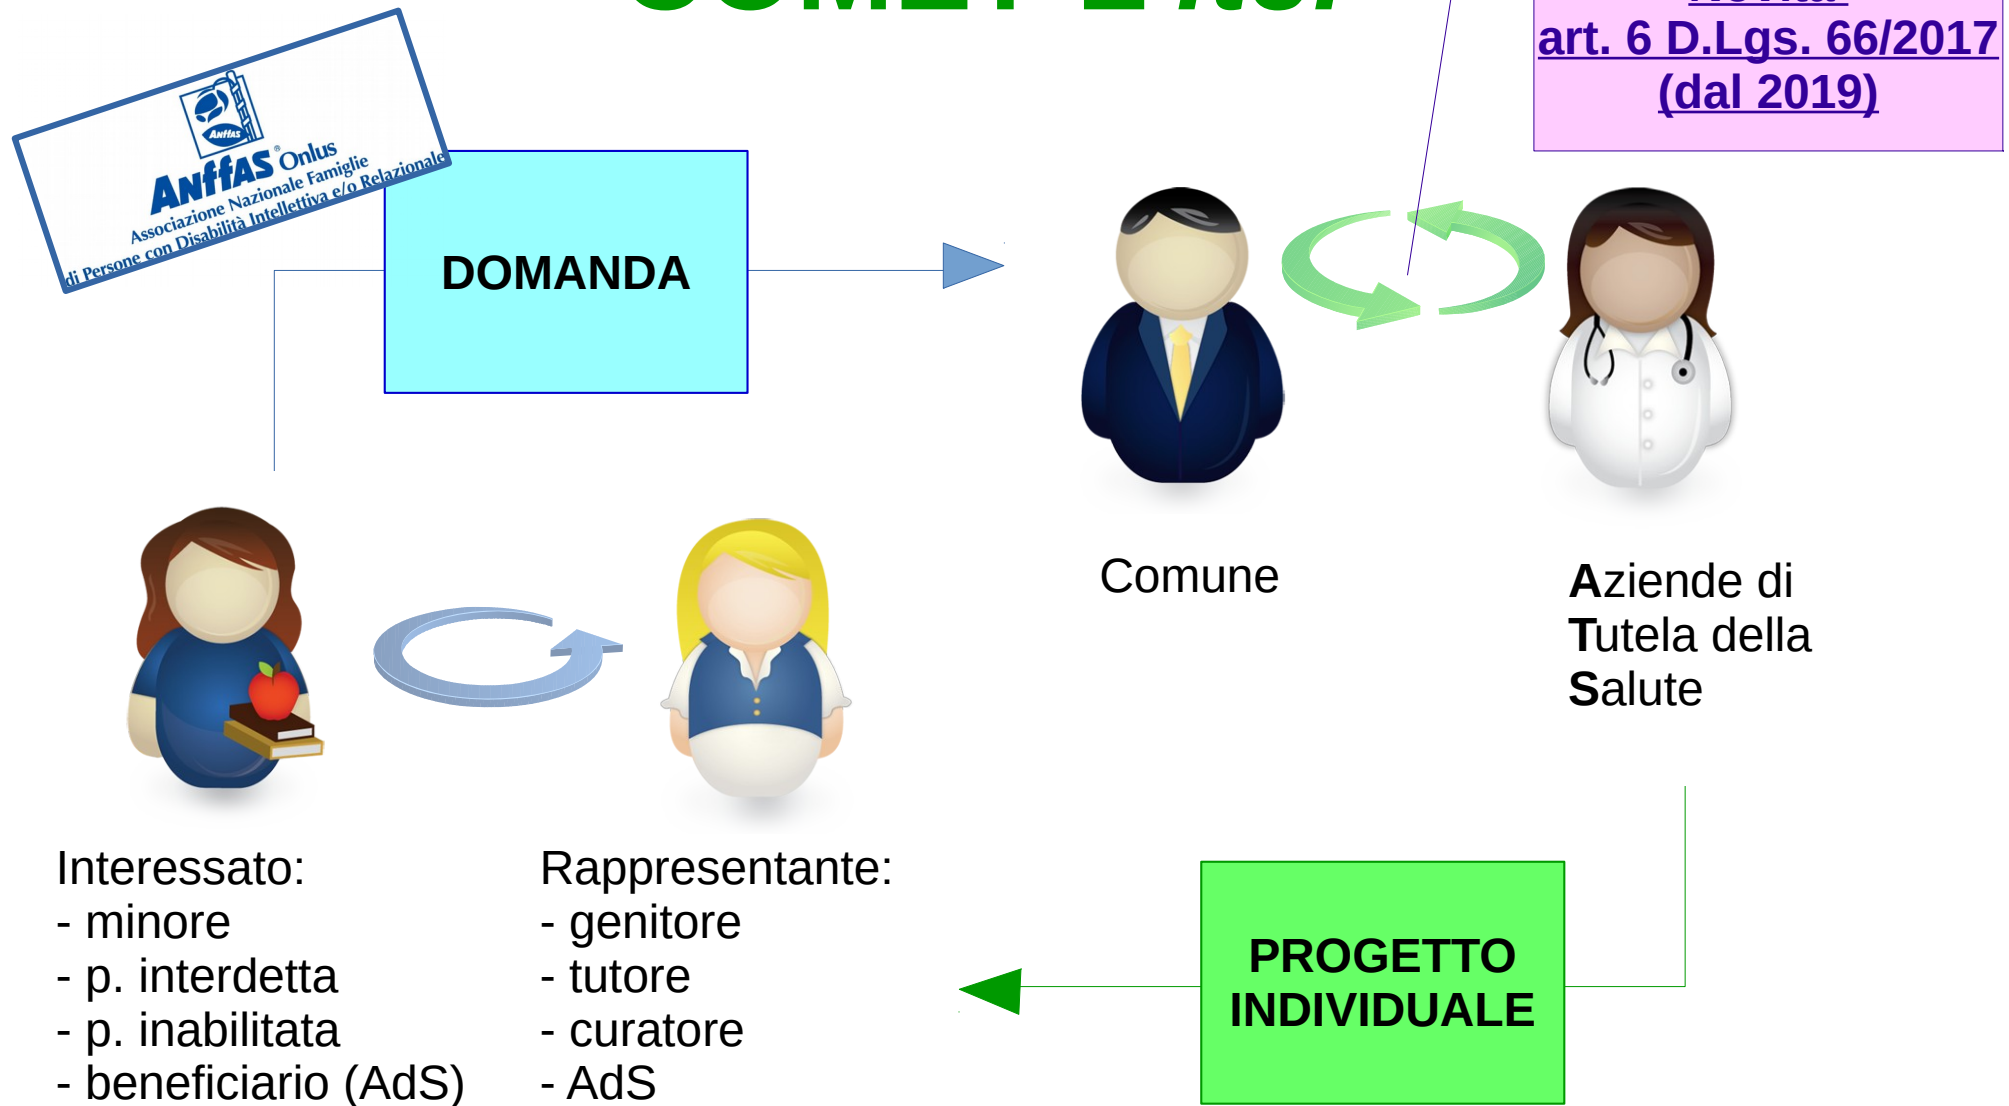 art. 6 D.Lgs. 66/2017
(dal 2019)
AnffAS
AnffAS® Onlus
Associazione Nazionale Famiglie
di Persone con Disabilità Intellettiva e/o Relazionale
DOMANDA
Comune
Aziende di
Tutela della
Salute
Interessato:
- minore
- p. interdetta
- p. inabilitata
- beneficiario (AdS)
Rappresentante:
- genitore
- tutore
- curatore
- AdS
PROGETTO
INDIVIDUALE